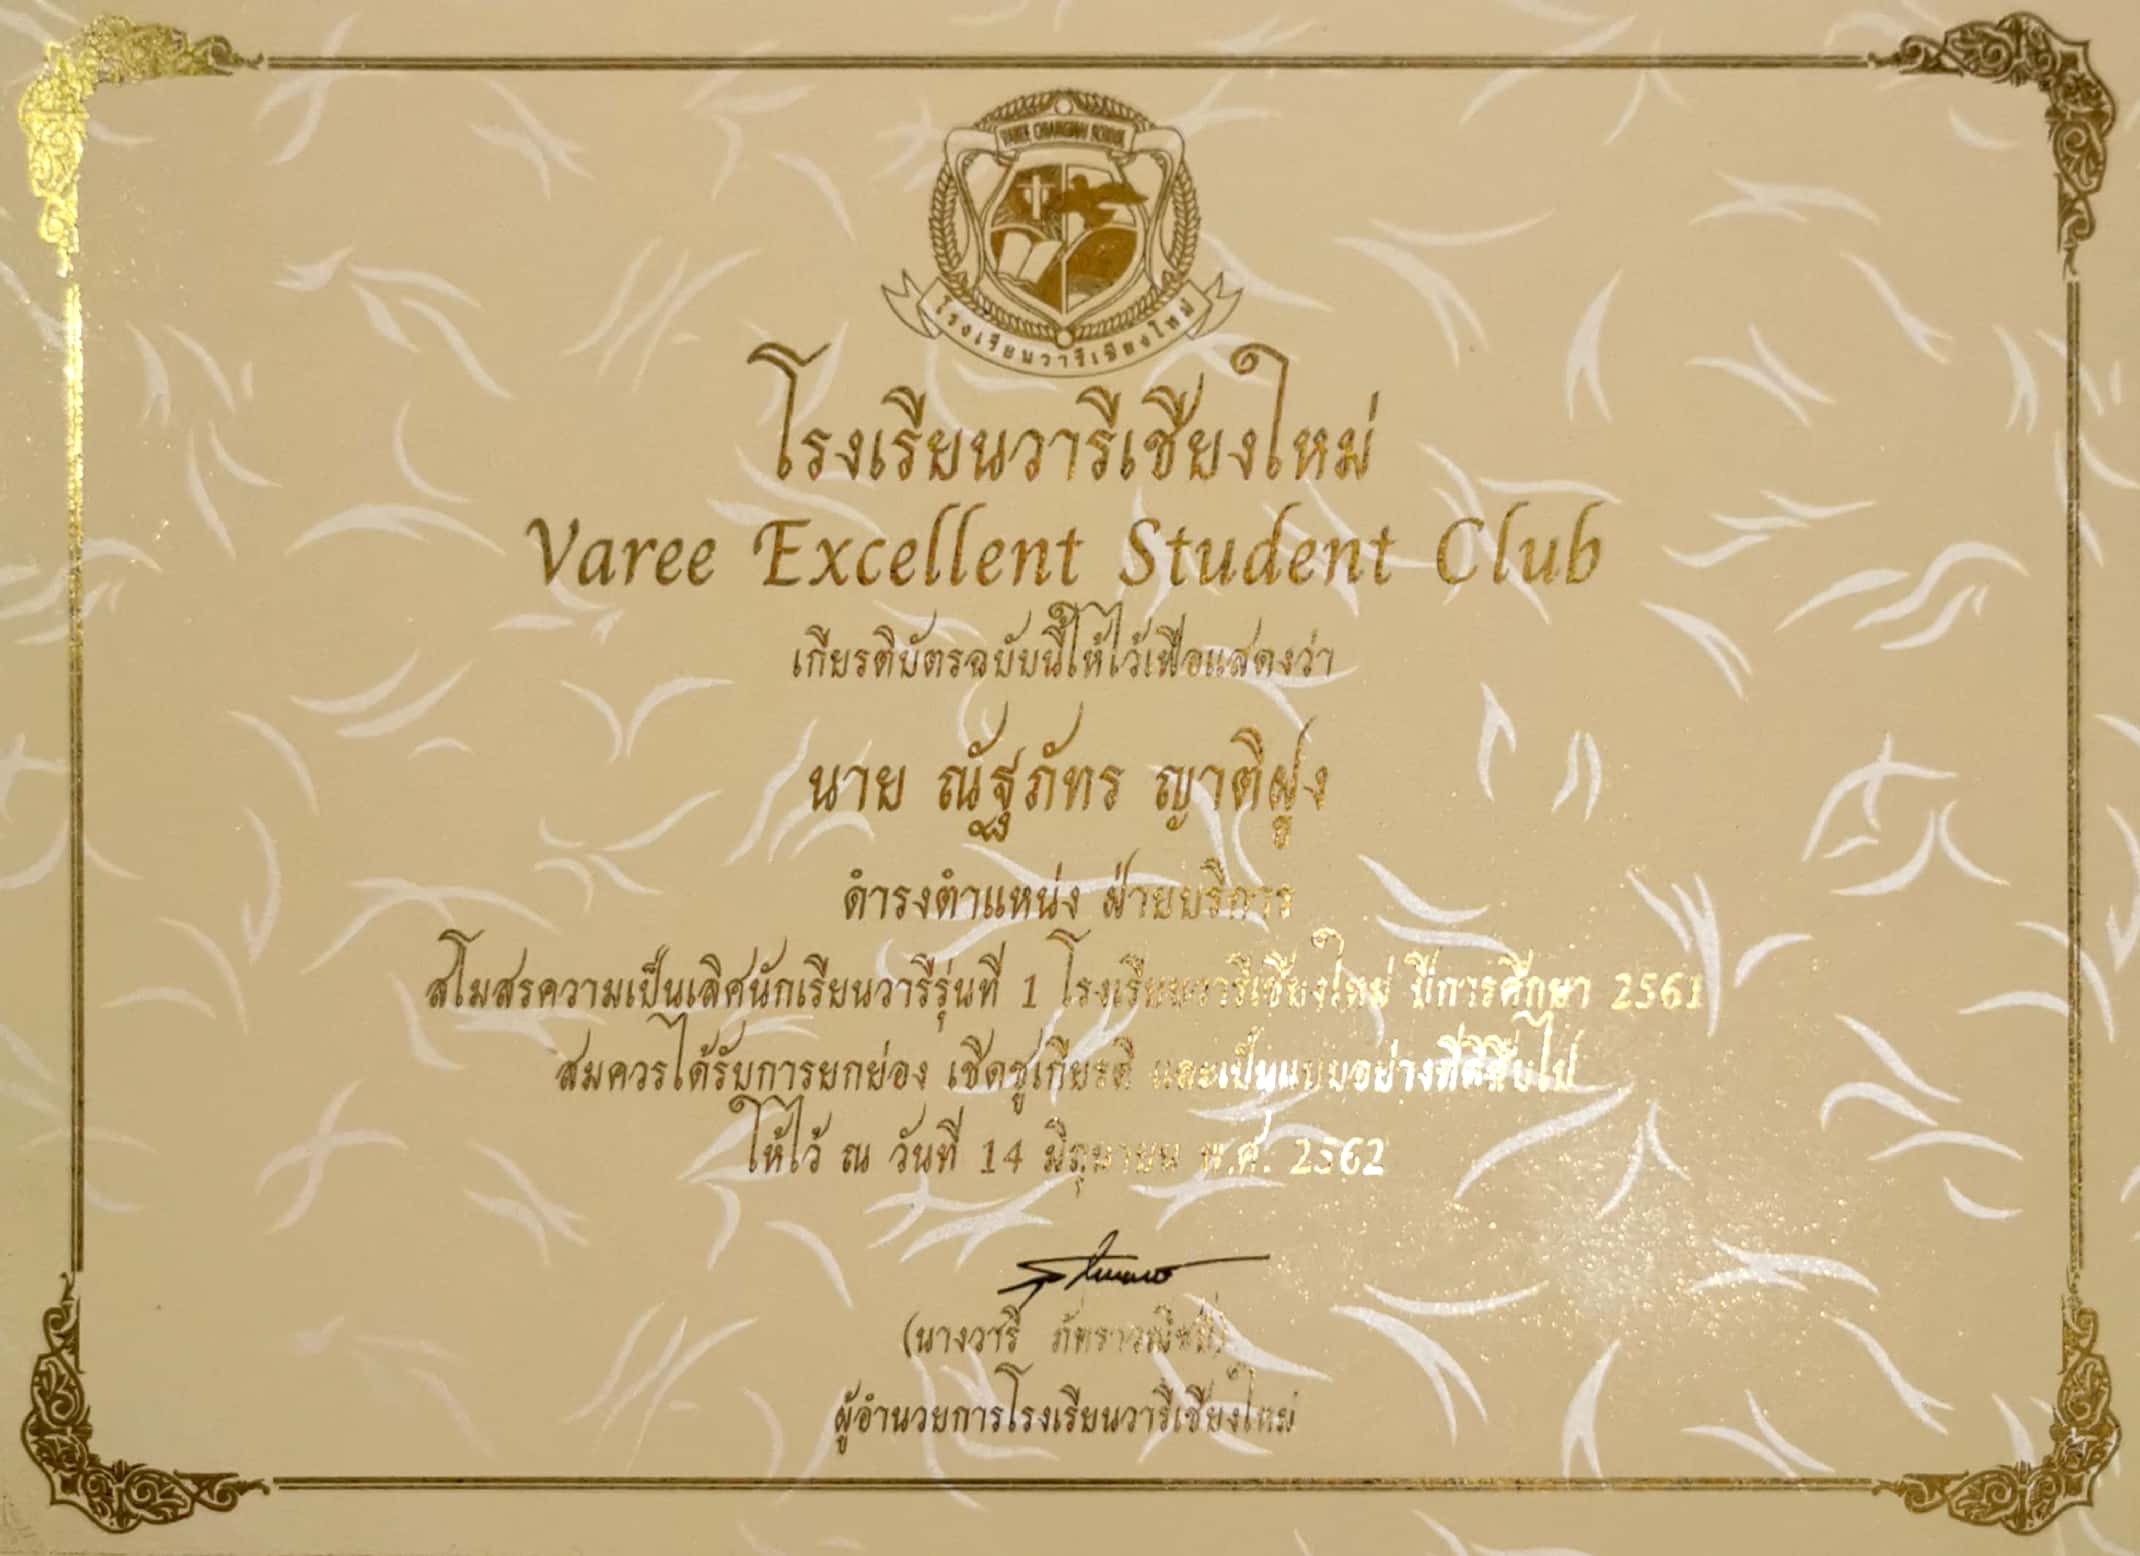 VAREE CHIANGMAI SCHOOL
โรงเรียนวารีเชียงใหม่
โรงเรียนวารีเชียงใหม่
Varee Excellent Student Club
เกียรติบัตรฉบับนี้ให้ไว้เพื่อแสดงว่า
นาย ณัฐภัทร ญาติฝูง
ดำรงตำแหน่ง ฝ่ายบริการ
สโมสรความเป็นเลิศนักเรียนวารีรุ่นที่ 1 โรงเรียนวารีเชียงใหม่ ปีการศึกษา 2561
สมควรได้รับการยกย่อง เชิดชูเกียรติ และเป็นแบบอย่างที่ดีสืบไป
ให้ไว้ ณ วันที่ 14 มิถุนายน พ.ศ. 2562
(นางวารี
ผู้อำนวยการโรงเรียนวารีเชียงใหม่